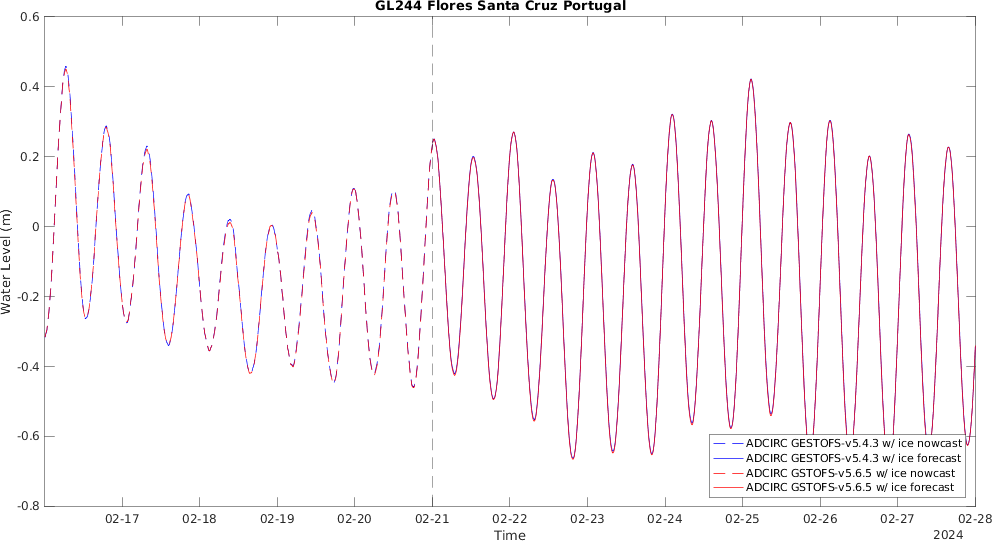 GL244 Flores Santa Cruz Portugal
0.6
0.4
0.2
0
-0.2
-0.4
-0.6
-0.8
Water Level (m)
ADCIRC GESTOFS-v5.4.3 w/ ice nowcast
ADCIRC GESTOFS-v5.4.3 w/ ice forecast
ADCIRC GSTOFS-v5.6.5 w/ ice nowcast
ADCIRC GSTOFS-v5.6.5 w/ ice forecast
02-17 02-18 02-19 02-20 02-21 02-22 02-23 02-24 02-25 02-26 02-27 02-28
Time
2024